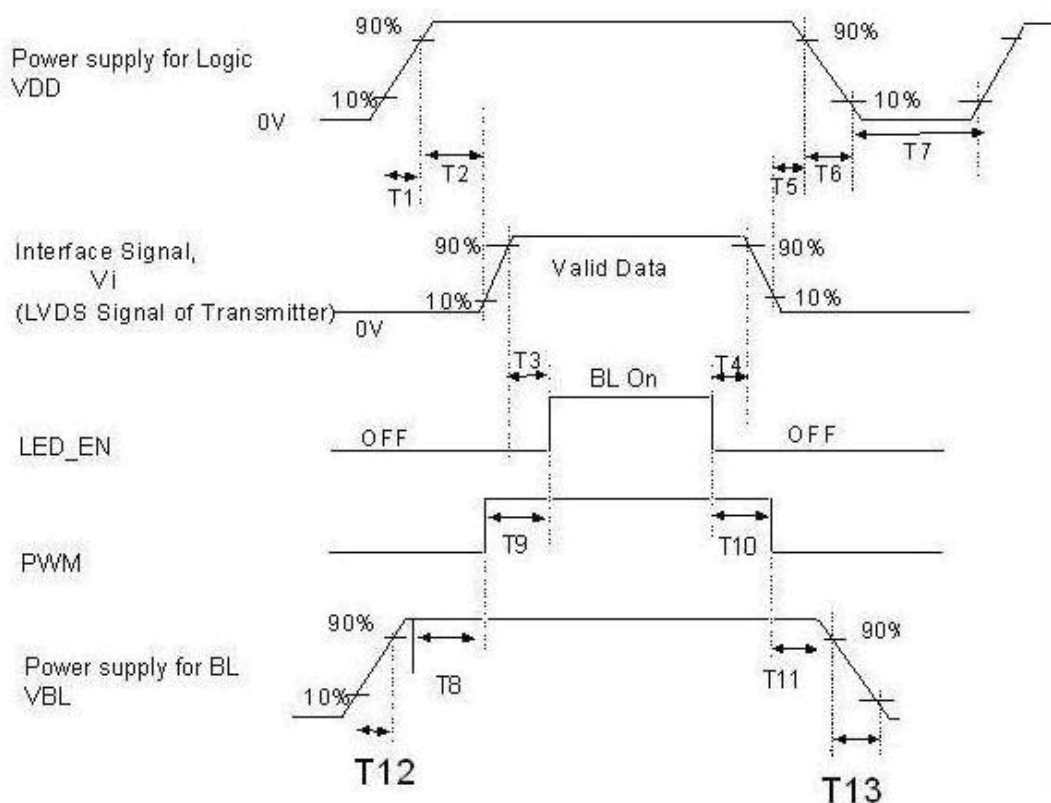 90%
90%
Power supply for Logic
VDD
10%
10%
0V
T2
T7
T1
T5
T6
Interface Signal,
Vi
90%
90%
Valid Data
(LVDS Signal of Transmitter)
10%
10%
0V
T3
T4
BL On
OFF
OFF
LED_EN
T9
T10
PWM
90%
90%
Power supply for BL
VBL
T8
T11
10%
T12
T13